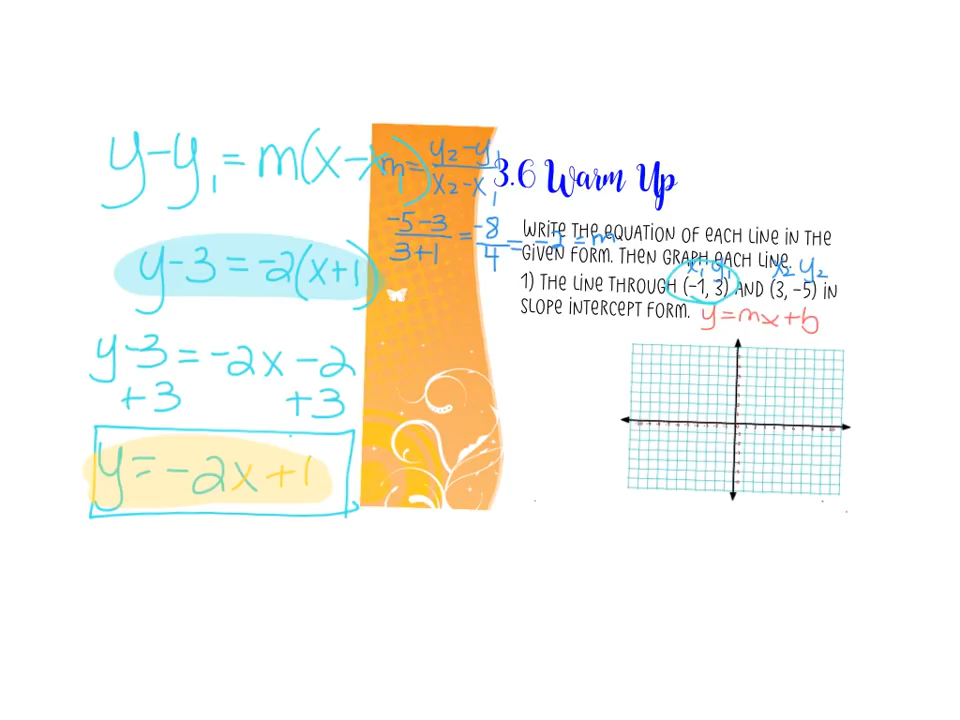 y-y₁ = m(x-x₁)
y-3 = -2(x+1)
y-3 = -2x -2
+3 +3
y = -2x + 1
m = y₂-y₁ / x₂-x₁
-5-3 / 3+1 = -8 / 4 = -2 = m
3.6 Warm Up
WRITE THE EQUATION OF EACH LINE IN THE
GIVEN FORM. THEN GRAPH EACH LINE.
x₁ y₁ x₂ y₂
1) THE LINE THROUGH (-1, 3) AND (3, -5) IN
SLOPE INTERCEPT FORM. y=mx+b